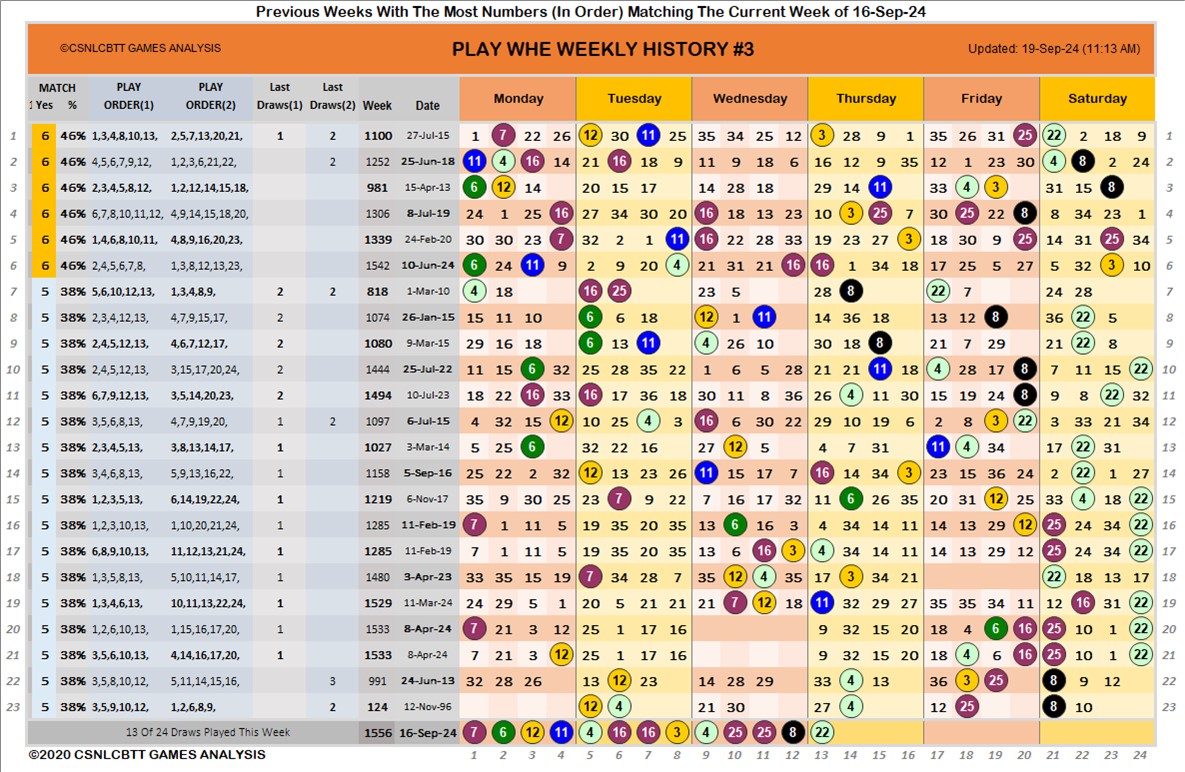 Previous Weeks With The Most Numbers (In Order) Matching The Current Week of 16-Sep-24
©CSNLCBTT GAMES ANALYSIS PLAY WHE WEEKLY HISTORY #3 Updated: 19-Sep-24 (11:13 AM)
MATCH PLAY PLAY Last Last
Yes % ORDER(1) ORDER(2) Draws(1) Draws(2) Week Date Monday Tuesday Wednesday Thursday Friday Saturday
1 6 46% 1,3,4,8,10,13, 2,5,7,13,20,21, 1 2 1100 27-Jul-15 1 7 22 26 12 30 11 25 35 34 25 12 3 28 9 1 35 26 31 25 22 2 18 9 1
2 6 46% 4,5,6,7,9,12, 1,2,3,6,21,22, 2 1252 25-Jun-18 11 4 16 14 21 16 18 9 11 9 18 6 16 12 9 35 12 1 23 30 4 8 2 24 2
3 6 46% 2,3,4,5,8,12, 1,2,12,14,15,18, 981 15-Apr-13 6 12 14 20 15 17 14 28 18 29 14 11 33 4 3 31 15 8 3
4 6 46% 6,7,8,10,11,12, 4,9,14,15,18,20, 1306 8-Jul-19 24 1 25 16 27 34 30 20 16 18 13 23 10 3 25 7 30 25 22 8 8 34 23 1 4
5 6 46% 1,4,6,8,10,11, 4,8,9,16,20,23, 1339 24-Feb-20 30 30 23 7 32 2 1 11 16 22 28 33 19 23 27 3 18 30 9 25 14 31 25 34 5
6 6 46% 2,4,5,6,7,8, 1,3,8,12,13,23, 1542 10-Jun-24 6 24 11 9 2 9 20 4 21 31 21 16 16 1 34 18 17 25 5 27 5 32 3 10 6
7 5 38% 5,6,10,12,13, 1,3,4,8,9, 2 2 818 1-Mar-10 4 18 16 25 23 5 28 8 22 7 24 28 7
8 5 38% 2,3,4,12,13, 4,7,9,15,17, 2 1074 26-Jan-15 15 11 10 6 6 18 12 1 11 14 36 18 13 12 8 36 22 5 8
9 5 38% 2,4,5,12,13, 4,6,7,12,17, 2 1080 9-Mar-15 29 16 18 6 13 11 4 26 10 30 18 8 21 7 29 21 22 8 9
10 5 38% 2,4,5,12,13, 3,15,17,20,24, 2 1444 25-Jul-22 11 15 6 32 25 28 35 22 1 6 5 28 21 21 11 18 4 28 17 8 7 11 15 22 10
11 5 38% 6,7,9,12,13, 3,5,14,20,23, 2 1494 10-Jul-23 18 22 16 33 16 17 36 18 30 11 8 36 26 4 11 30 15 19 24 8 9 8 22 32 11
12 5 38% 3,5,6,8,13, 4,7,9,19,20, 2 1097 6-Jul-15 4 32 15 12 10 25 4 3 16 6 30 22 29 10 19 6 2 8 3 22 3 33 21 34 12
13 5 38% 2,3,4,5,13, 3,8,13,14,17, 1 1027 3-Mar-14 5 25 6 32 22 16 27 12 5 4 7 31 11 4 34 17 22 31 13
14 5 38% 3,4,6,8,13, 5,9,13,16,22, 1 1158 5-Sep-16 25 22 2 32 12 13 23 26 11 15 17 7 16 14 34 3 23 15 36 24 2 22 1 27 14
15 5 38% 1,2,3,5,13, 6,14,19,22,24, 1 1219 6-Nov-17 35 9 30 25 23 7 9 22 7 16 17 32 11 6 26 35 20 31 12 25 33 4 18 22 15
16 5 38% 1,2,3,10,13, 1,10,20,21,24, 1 1285 11-Feb-19 7 1 11 5 19 35 20 35 13 6 16 3 4 34 14 11 14 13 29 12 25 24 34 22 16
17 5 38% 6,8,9,10,13, 11,12,13,21,24, 1 1285 11-Feb-19 7 1 11 5 19 35 20 35 13 6 16 3 4 34 14 11 14 13 29 12 25 24 34 22 17
18 5 38% 1,3,5,8,13, 5,10,11,14,17, 1 1480 3-Apr-23 33 35 15 19 7 34 28 7 35 12 4 35 17 3 34 21 22 18 13 17 18
19 5 38% 1,3,4,6,13, 10,11,13,22,24, 1 1529 11-Mar-24 24 29 5 1 20 5 21 21 21 7 12 18 11 32 29 27 35 35 34 11 12 16 31 22 19
20 5 38% 1,2,6,10,13, 1,15,16,17,20, 1 1533 8-Apr-24 7 21 3 12 25 1 17 16 9 32 15 20 18 4 6 16 25 10 1 22 20
21 5 38% 3,5,6,10,13, 4,14,16,17,20, 1 1533 8-Apr-24 7 21 3 12 25 1 17 16 9 32 15 20 18 4 6 16 25 10 1 22 21
22 5 38% 3,5,8,10,12, 5,11,14,15,16, 3 991 24-Jun-13 32 28 26 13 12 23 14 28 29 33 4 13 36 3 25 8 9 12 22
23 5 38% 3,5,9,10,12, 1,2,6,8,9, 2 124 12-Nov-96 12 4 21 30 27 4 12 25 8 10 23
13 Of 24 Draws Played This Week 1556 16-Sep-24 7 6 12 11 4 16 16 3 4 25 25 8 22
©2020 CSNLCBTT GAMES ANALYSIS 1 2 3 4 5 6 7 8 9 10 11 12 13 14 15 16 17 18 19 20 21 22 23 24